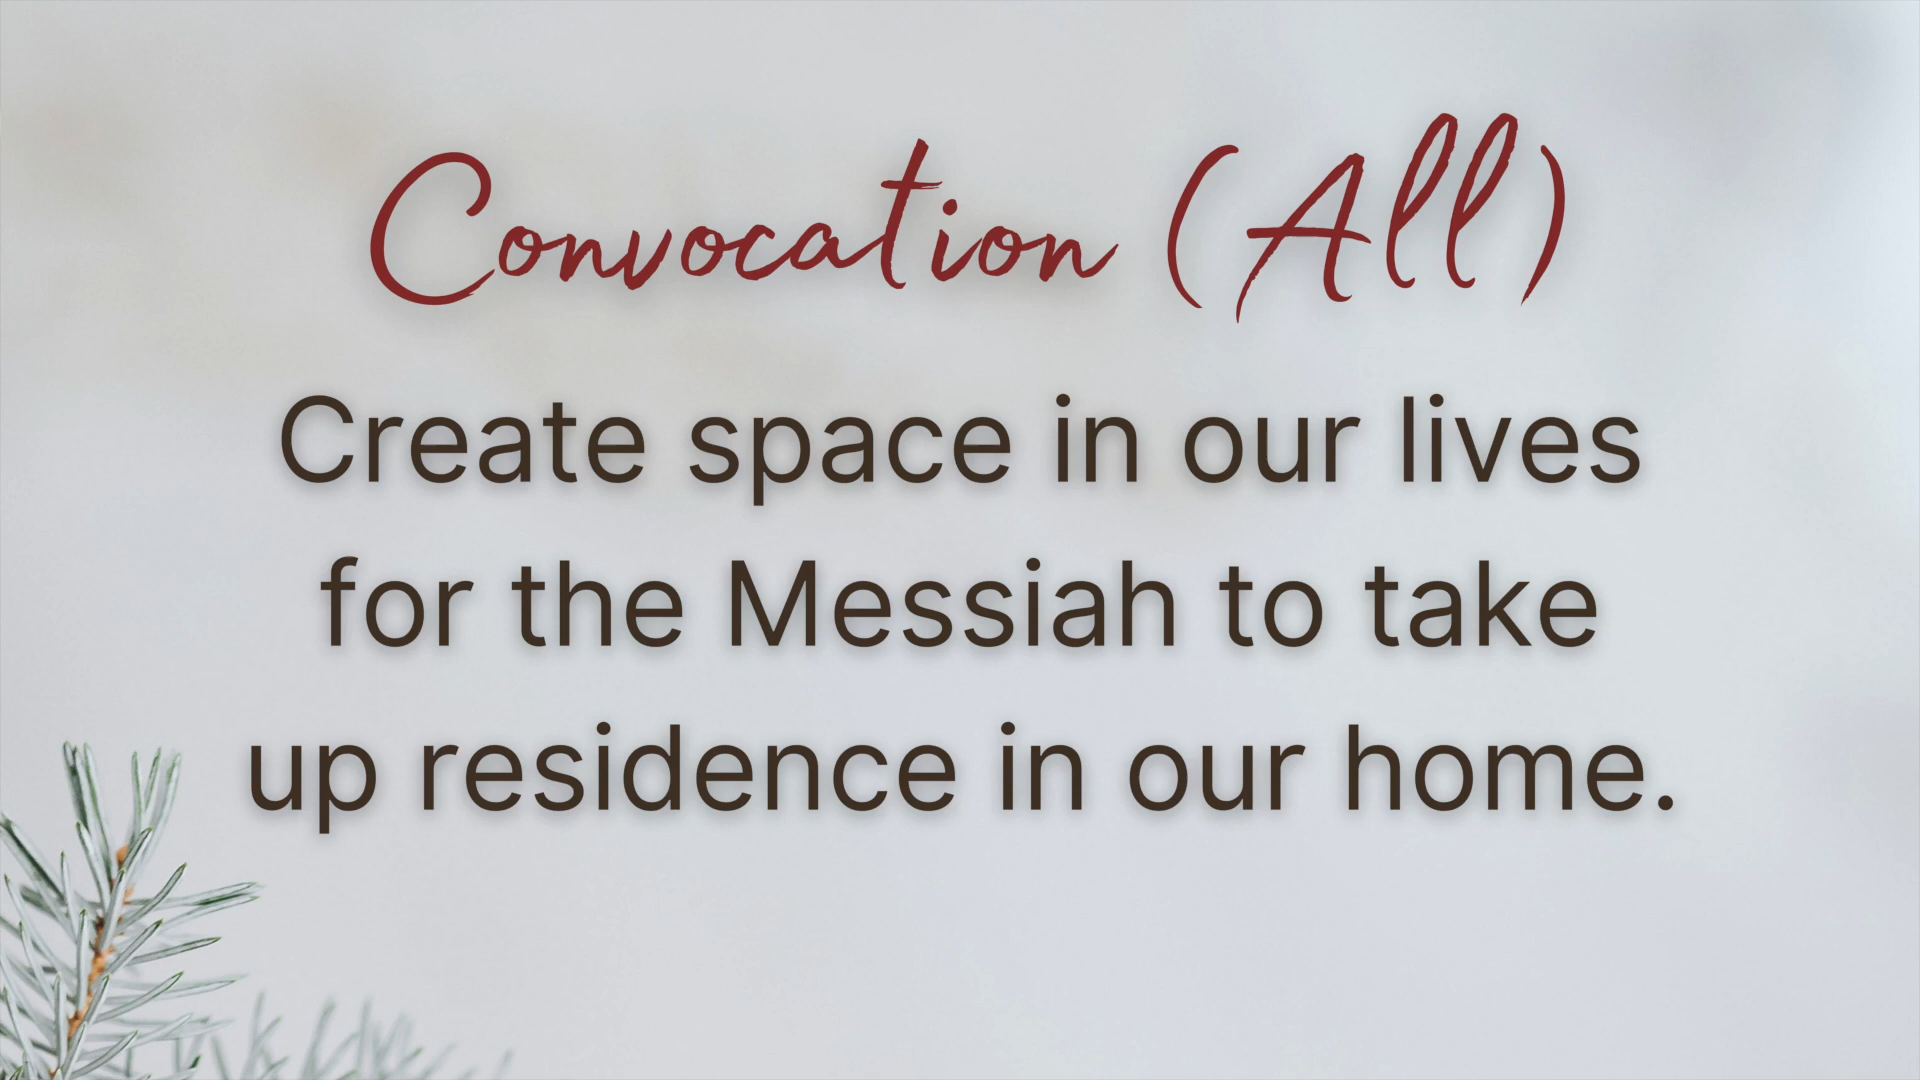 Convocation (All)
Create space in our lives
for the Messiah to take
up residence in our home.